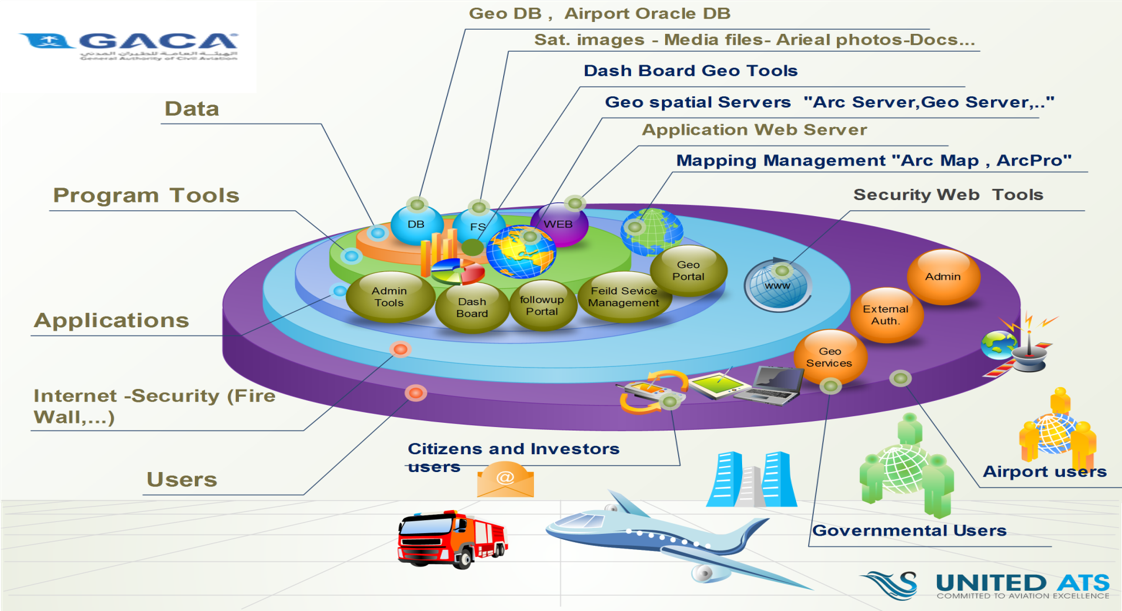 Geo DB , Airport Oracle DB
GACA
الهيئة العامة للطيران المدني
General Authority of Civil Aviation
Sat. images - Media files- Arieal photos-Docs...
Dash Board Geo Tools
Data
Geo spatial Servers "Arc Server,Geo Server,.."
Application Web Server
Mapping Management "Arc Map , ArcPro"
Program Tools
Security Web Tools
DB
FS
WEB
Geo
Portal
Admin
Admin
Tools
Dash
Board
followup
Portal
Feild Sevice
Management
www
External
Auth.
Applications
Geo
Services
Internet -Security (Fire
Wall,...)
Citizens and Investors
users
Users
@
Airport users
Governmental Users
UNITED ATS
COMMITTED TO AVIATION EXCELLENCE